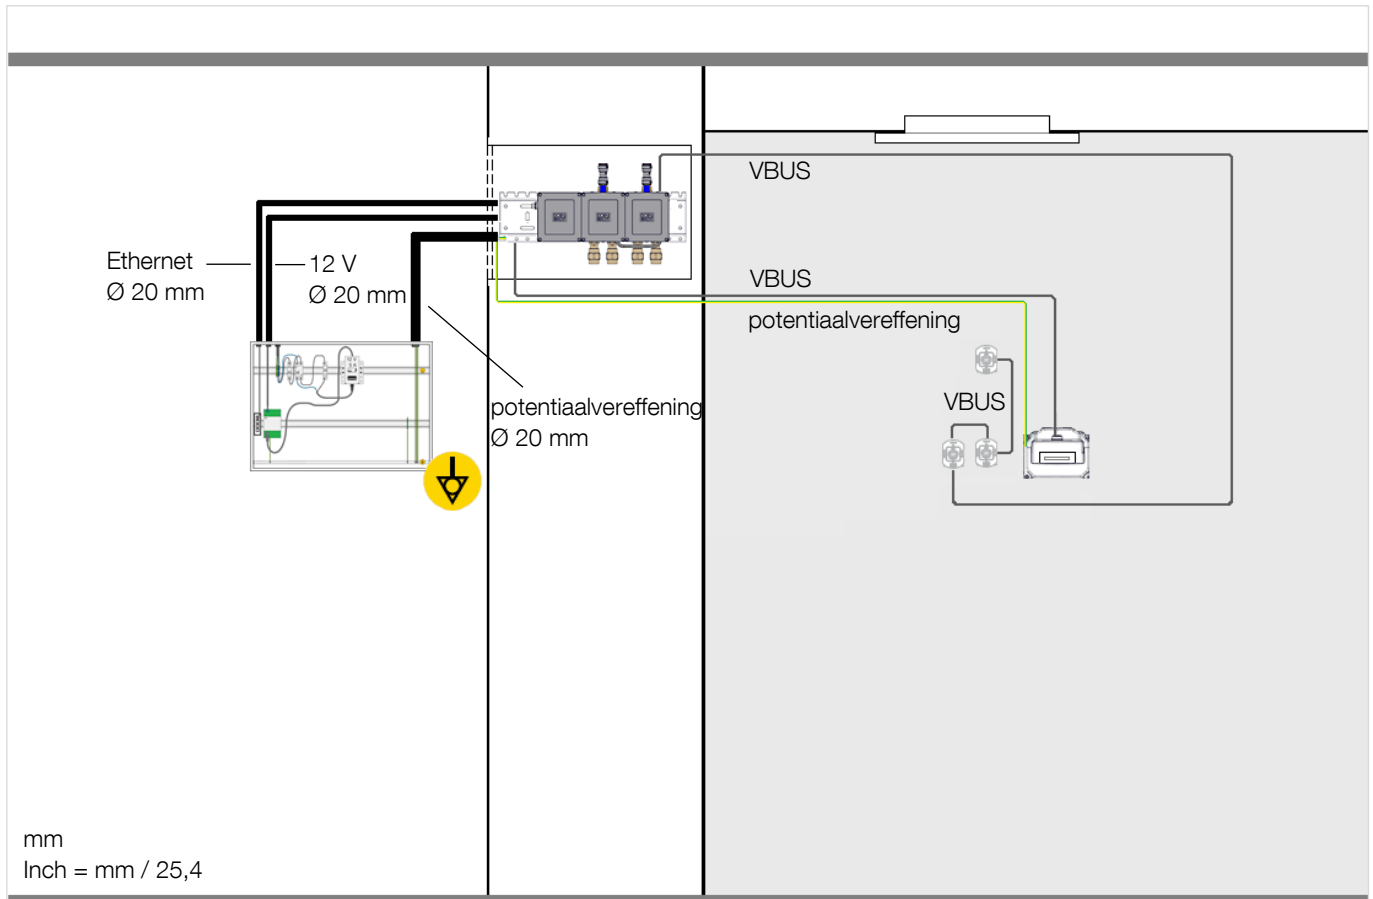 VBUS
Ethernet
Ø 20 mm
12 V
Ø 20 mm
VBUS
potentiaalvereffening
potentiaalvereffening
Ø 20 mm
VBUS
mm
Inch = mm / 25,4